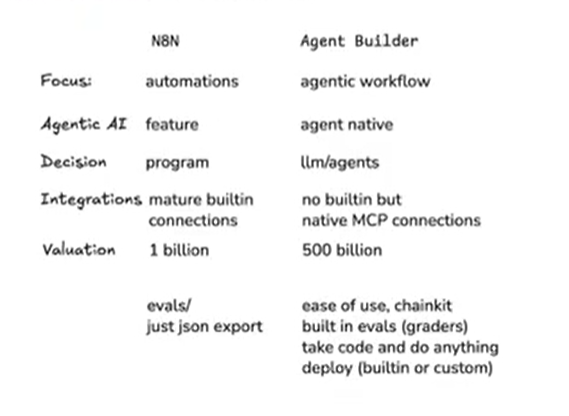 N8N Agent Builder
Focus: automations agentic workflow
Agentic AI feature agent native
Decision program llm/agents
Integrations mature builtin no builtin but
connections native MCP connections
Valuation 1 billion 500 billion
evals/ ease of use, chainkit
just json export built in evals (graders)
take code and do anything
deploy (builtin or custom)